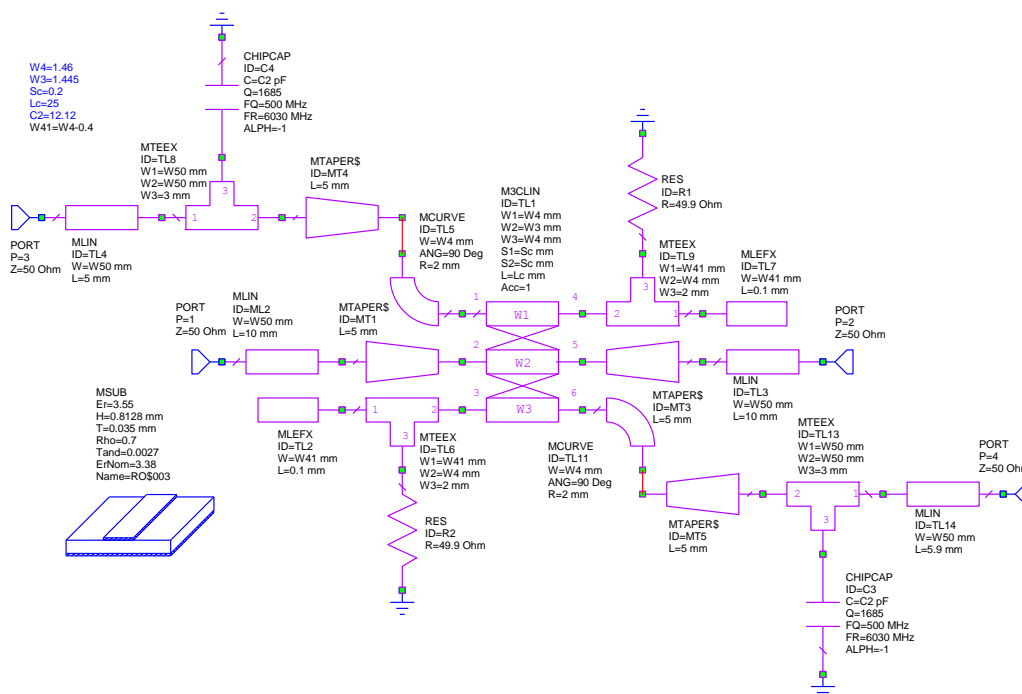 W4=1.46
W3=1.445
Sc=0.2
Lc=25
C2=12.12
W41=W4-0.4
CHIPCAP
ID=C4
C=C2 pF
Q=1685
FQ=500 MHz
FR=6030 MHz
ALPH=-1
MTEEX
ID=TL8
W1=W50 mm
W2=W50 mm
W3=3 mm
1
2
3
PORT
P=3
Z=50 Ohm
MLIN
ID=TL4
W=W50 mm
L=5 mm
MTAPER$
ID=MT4
L=5 mm
MCURVE
ID=TL5
W=W4 mm
ANG=90 Deg
R=2 mm
M3CLIN
ID=TL1
W1=W4 mm
W2=W3 mm
W3=W4 mm
S1=Sc mm
S2=Sc mm
L=Lc mm
Acc=1
RES
ID=R1
R=49.9 Ohm
MTEEX
ID=TL9
W1=W41 mm
W2=W4 mm
W3=2 mm
MLEFX
ID=TL7
W=W41 mm
L=0.1 mm
1
W1
4
2
3
1
PORT
P=1
Z=50 Ohm
MLIN
ID=ML2
W=W50 mm
L=10 mm
MTAPER$
ID=MT1
L=5 mm
2
W2
5
MTAPER$
ID=MT3
L=5 mm
MLIN
ID=TL3
W=W50 mm
L=10 mm
PORT
P=2
Z=50 Ohm
MSUB
Er=3.55
H=0.8128 mm
T=0.035 mm
Rho=0.7
Tand=0.0027
ErNom=3.38
Name=RO$003
MLEFX
ID=TL2
W=W41 mm
L=0.1 mm
1
2
3
MTEEX
ID=TL6
W1=W41 mm
W2=W4 mm
W3=2 mm
3
W3
6
RES
ID=R2
R=49.9 Ohm
MCURVE
ID=TL11
W=W4 mm
ANG=90 Deg
R=2 mm
MTAPER$
ID=MT5
L=5 mm
MTEEX
ID=TL13
W1=W50 mm
W2=W50 mm
W3=3 mm
2
1
3
MLIN
ID=TL14
W=W50 mm
L=5.9 mm
PORT
P=4
Z=50 Ohm
CHIPCAP
ID=C3
C=C2 pF
Q=1685
FQ=500 MHz
FR=6030 MHz
ALPH=-1